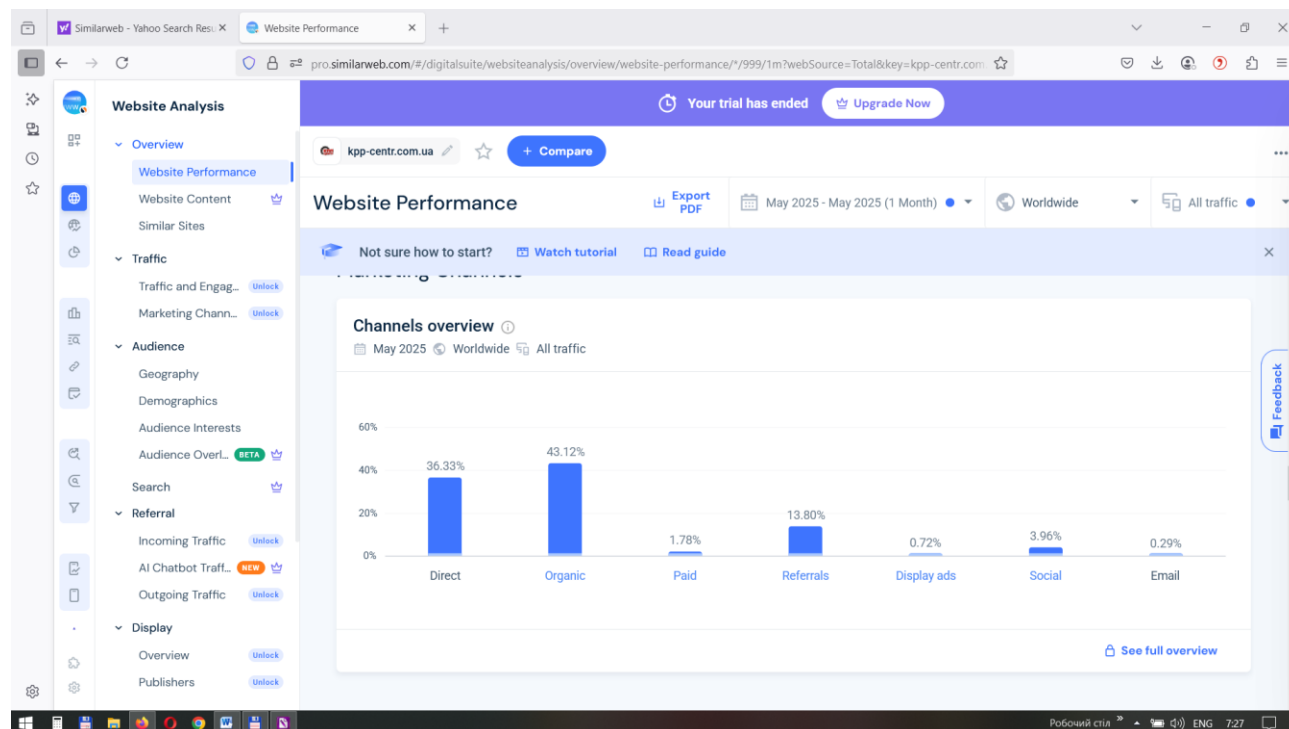 Similarweb - Yahoo Search Resu
Website Performance
pro.similarweb.com/#/digitalsuite/websiteanalysis/overview/website-performance/*/999/1m?webSource=Total&key=kpp-centr.com
Website Analysis
Your trial has ended
Upgrade Now
Overview
Website Performance
Website Content
Similar Sites
Traffic
Traffic and Engag... Unlock
Marketing Chann... Unlock
Audience
Geography
Demographics
Audience Interests
Audience Overl... BETA
Search
Referral
Incoming Traffic Unlock
AI Chatbot Traff... NEW
Outgoing Traffic Unlock
Display
Overview Unlock
Publishers Unlock
kpp-centr.com.ua
+ Compare
Website Performance
Export
PDF
May 2025 - May 2025 (1 Month)
Worldwide
All traffic
Not sure how to start? Watch tutorial Read guide
Marketing Channels
Channels overview
May 2025 Worldwide All traffic
60%
40%
20%
0%
36.33%
43.12%
1.78%
13.80%
0.72%
3.96%
0.29%
Direct Organic Paid Referrals Display ads Social Email
See full overview
Feedback
Робочий стіл » ENG 7:27